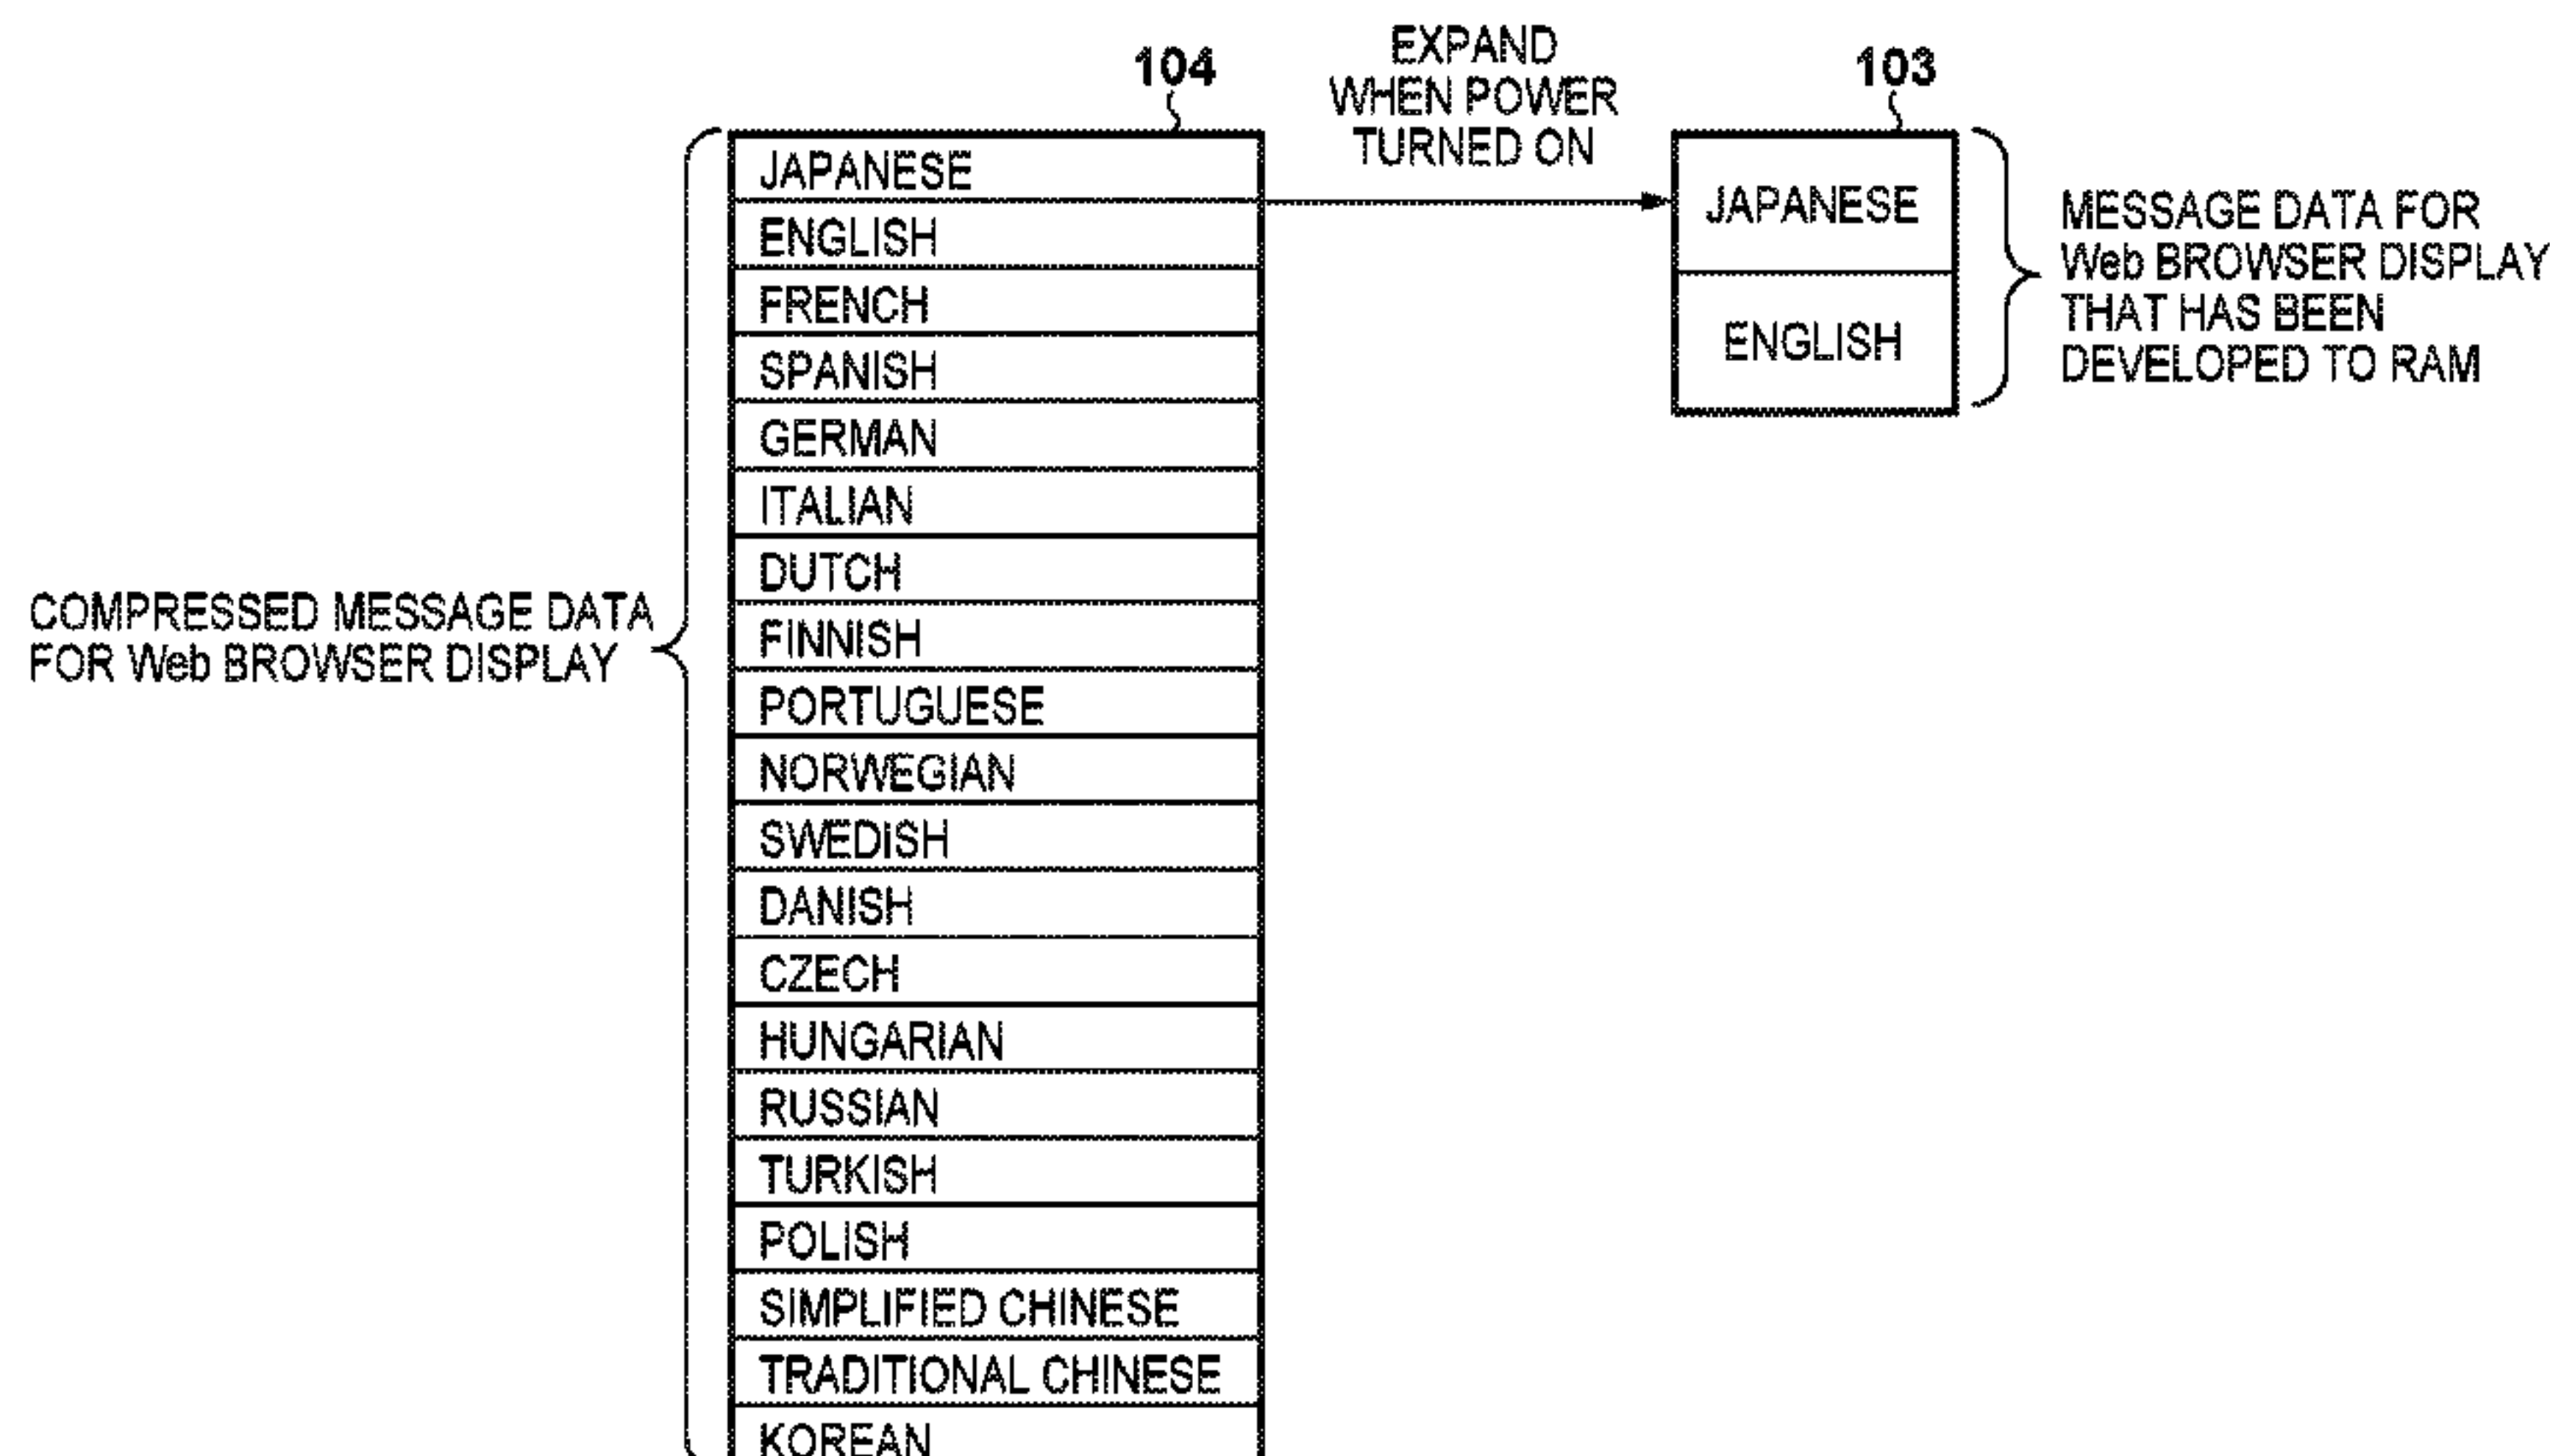 104
EXPAND
WHEN POWER
TURNED ON
103
JAPANESE
ENGLISH
FRENCH
SPANISH
GERMAN
ITALIAN
DUTCH
FINNISH
PORTUGUESE
NORWEGIAN
SWEDISH
DANISH
CZECH
HUNGARIAN
RUSSIAN
TURKISH
POLISH
SIMPLIFIED CHINESE
TRADITIONAL CHINESE
KOREAN
COMPRESSED MESSAGE DATA
FOR Web BROWSER DISPLAY
JAPANESE
ENGLISH
MESSAGE DATA FOR
Web BROWSER DISPLAY
THAT HAS BEEN
DEVELOPED TO RAM